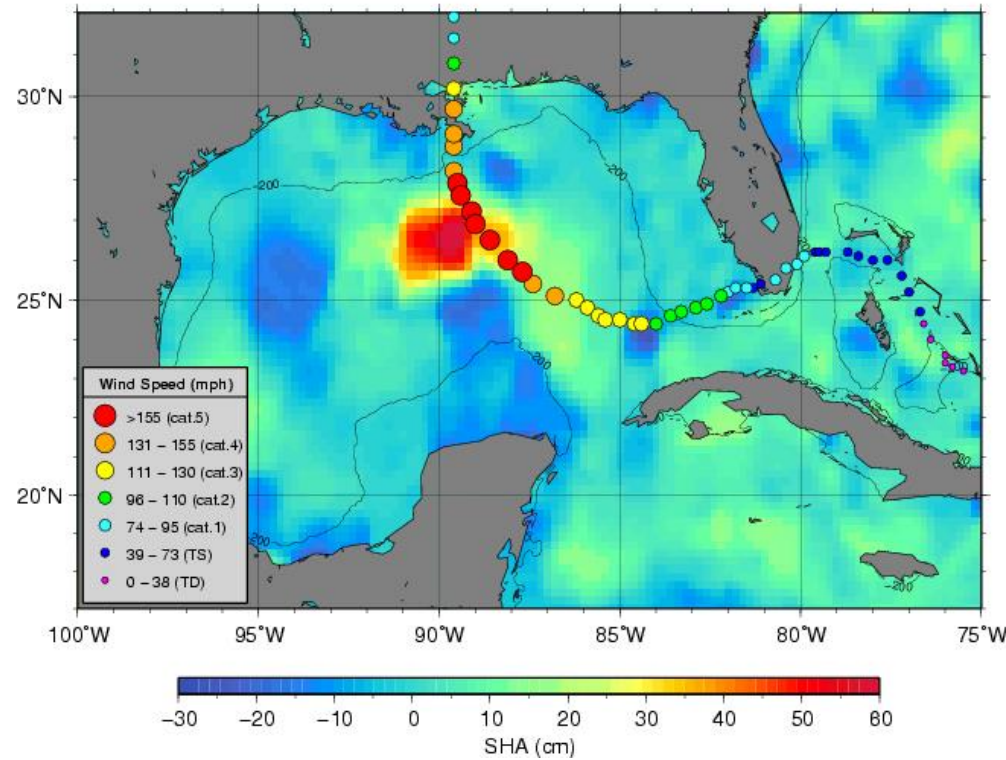 30˚N
25˚N
20˚N
200
200
200
200
-200
Wind Speed (mph)
>155 (cat.5)
131 – 155 (cat.4)
111 – 130 (cat.3)
96 – 110 (cat.2)
74 – 95 (cat.1)
39 – 73 (TS)
0 – 38 (TD)
100˚W
95˚W
90˚W
85˚W
80˚W
75˚W
−30
−20
−10
0
10
20
30
40
50
60
SHA (cm)